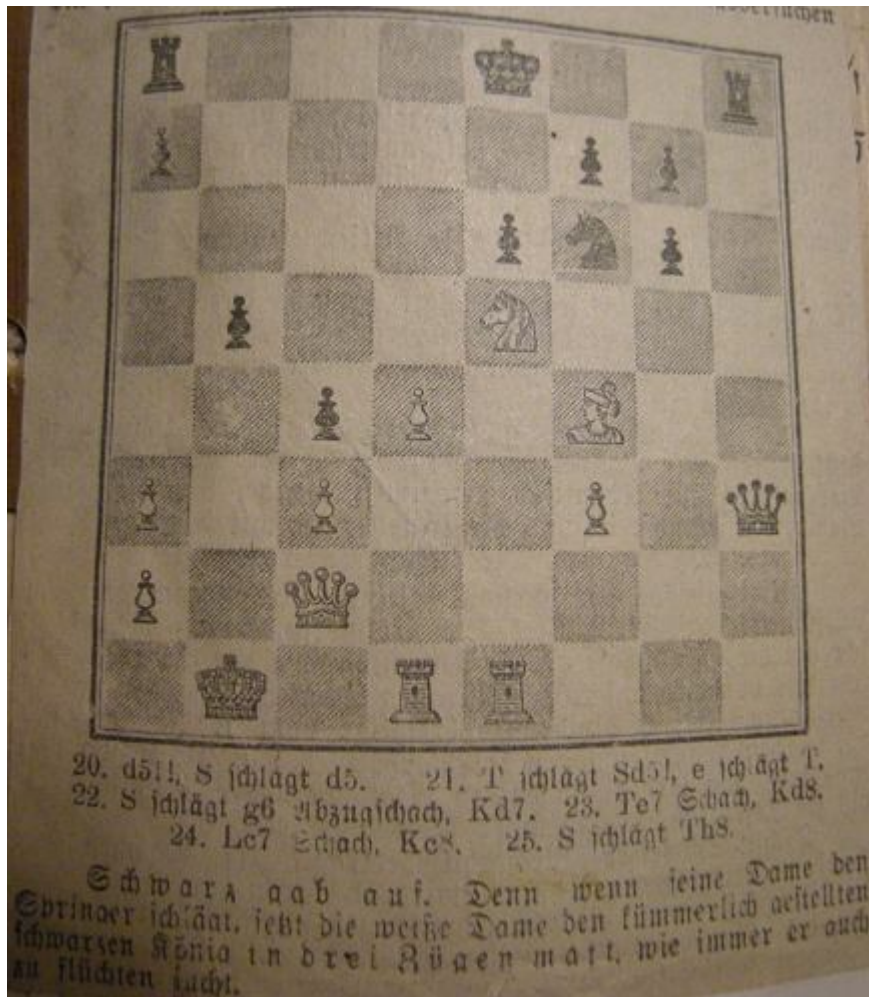 20. d5!!, S ſchlägt d5. 21. T ſchlägt Sd5!, e ſchlägt T.
22. S ſchlägt g6 Abzugſchach, Kd7. 23. Te7 Schach, Kd8.
24. Lc7 Schach, Kc8. 25. S ſchlägt Th8.
Schwarz gab auf. Denn wenn ſeine Dame den
Springer ſchlägt, ſetzt die weiße Dame den kümmerlich geſtellten
ſchwarzen König in drei Zügen matt, wie immer er auch
zu flüchten ſucht.